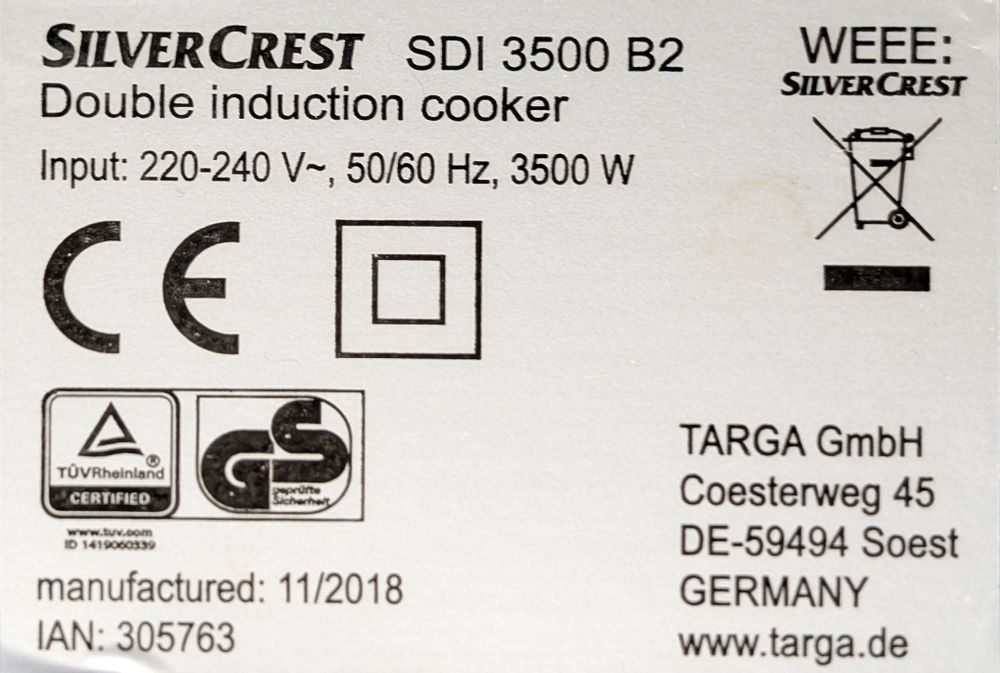 SILVERCREST SDI 3500 B2
Double induction cooker
Input: 220-240 V~, 50/60 Hz, 3500 W
WEEE:
SILVERCREST
CE
TÜVRheinland®
CERTIFIED
www.tuv.com
ID 1419060339
GS
geprüfte
Sicherheit
manufactured: 11/2018
IAN: 305763
TARGA GmbH
Coesterweg 45
DE-59494 Soest
GERMANY
www.targa.de